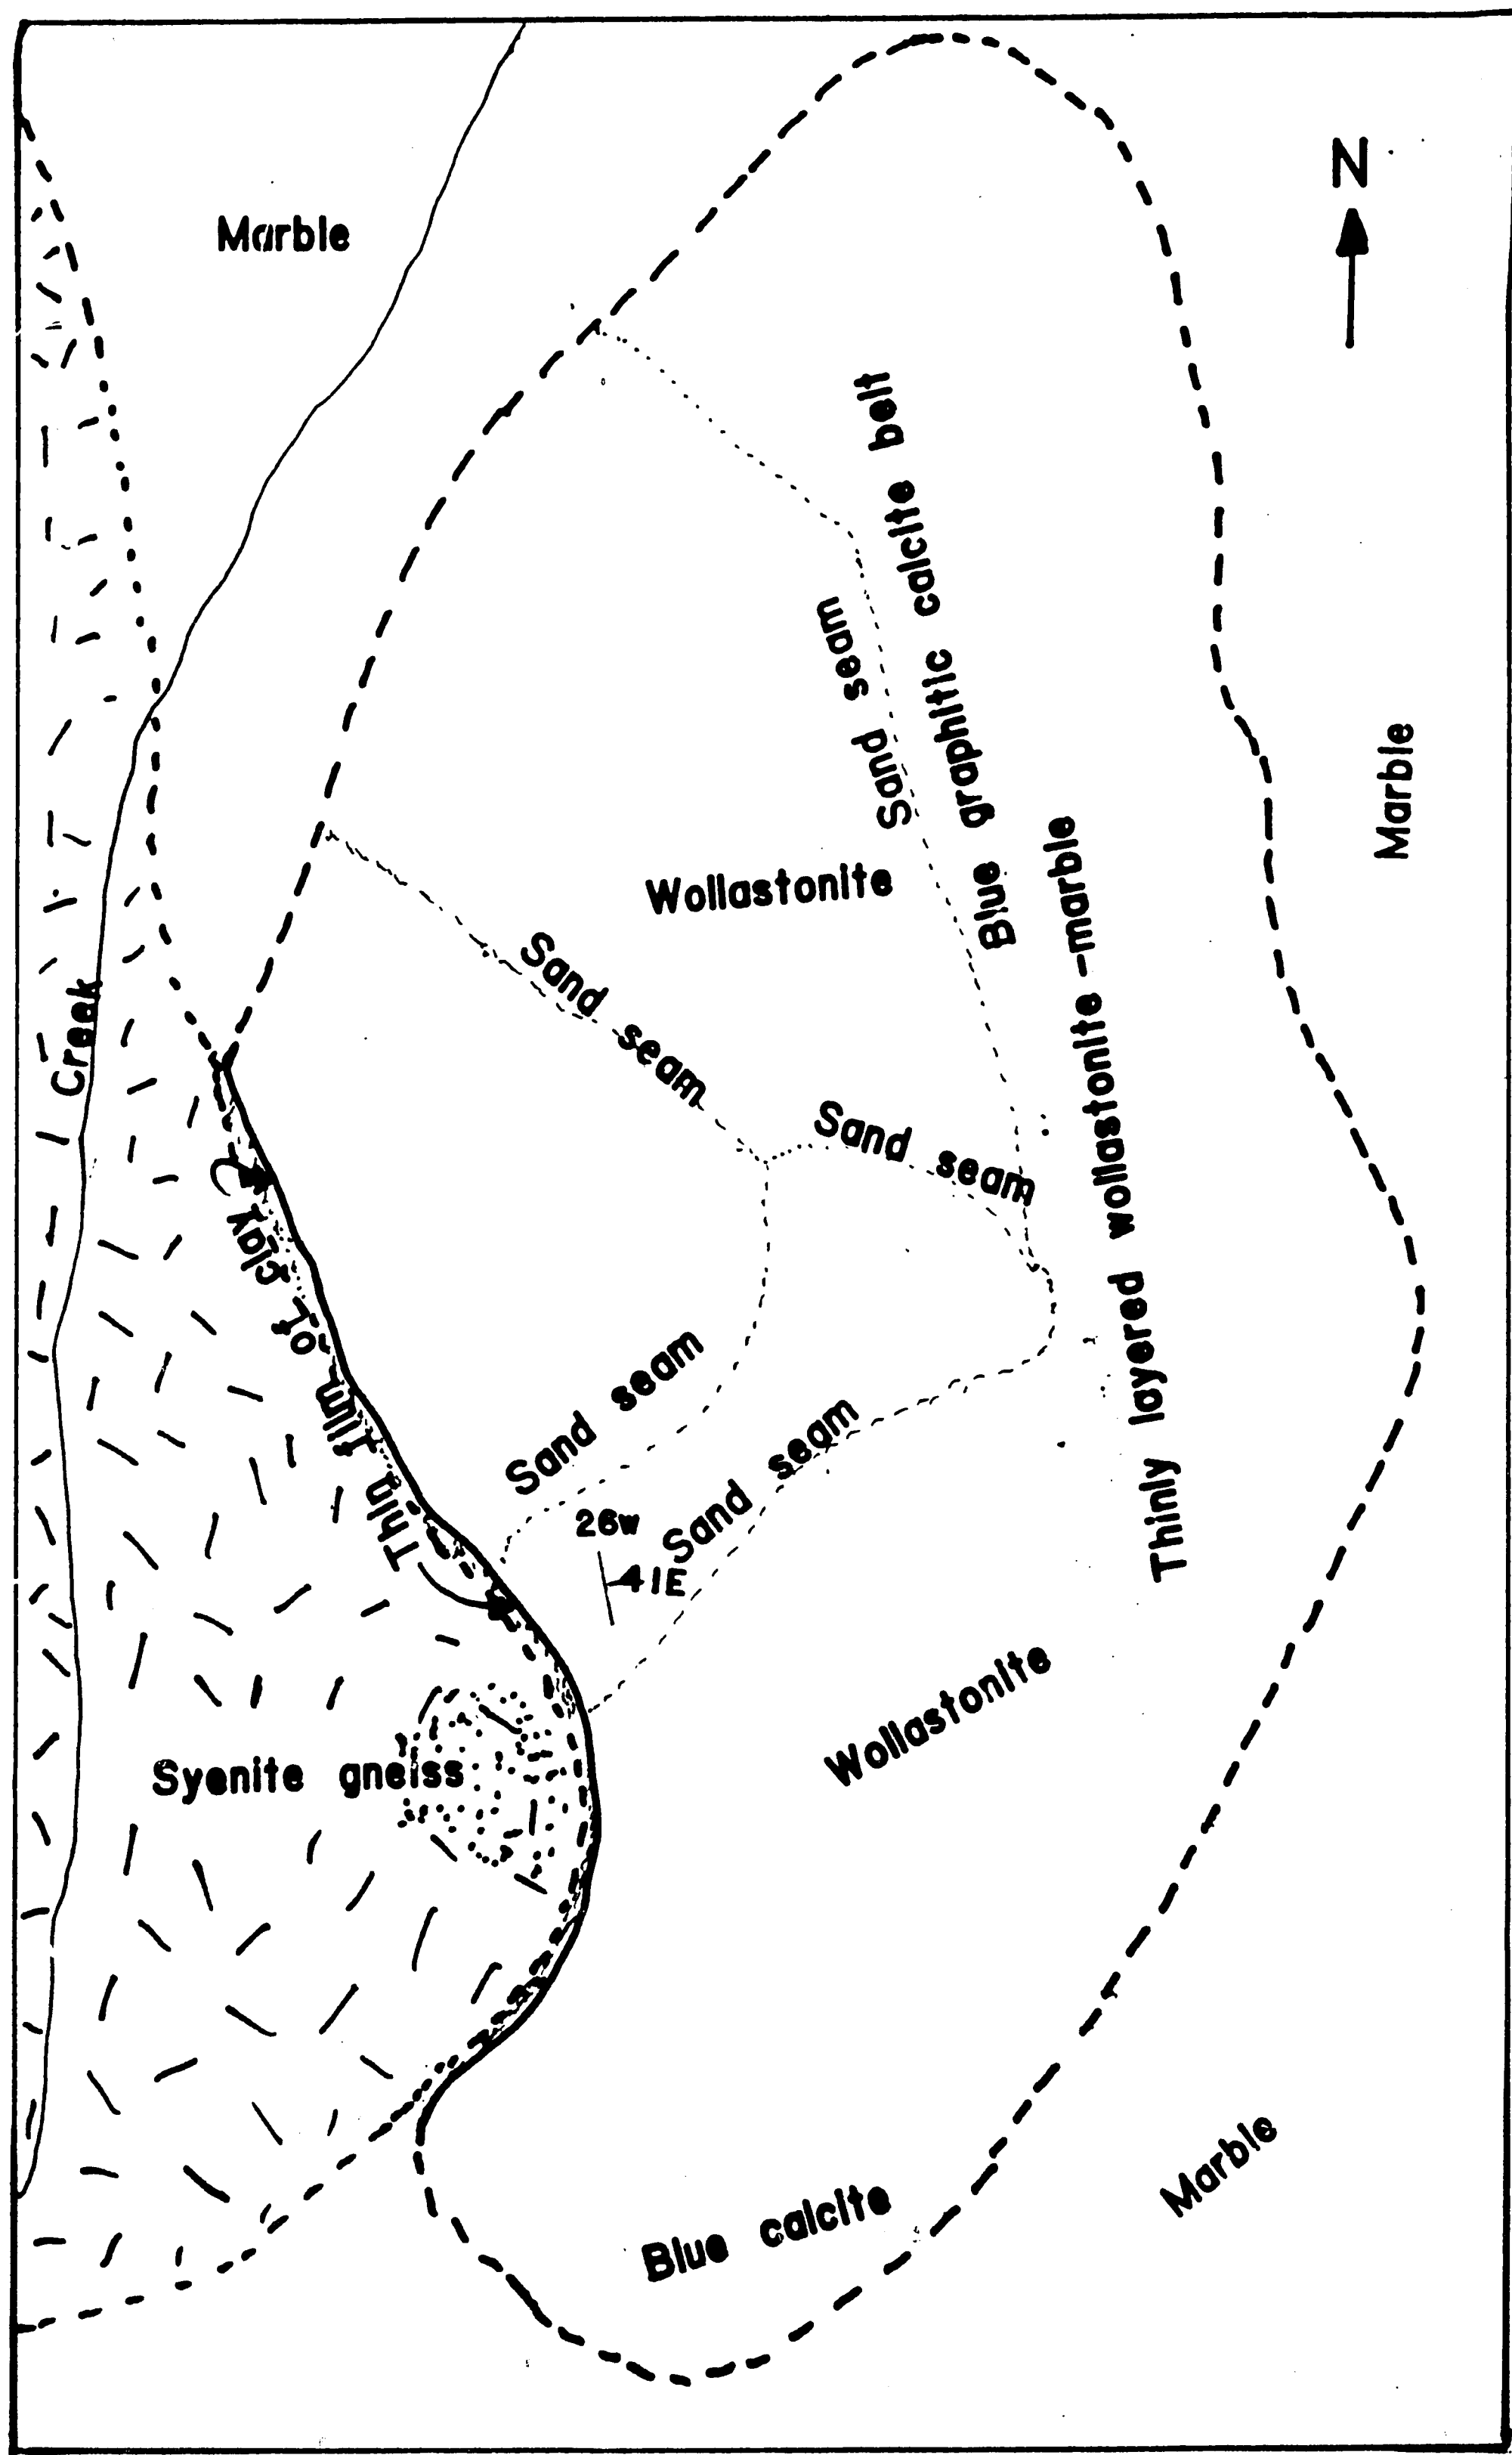 N
Marble
Blue graphitic calcite belt
Sand seam
Marble
Wollastonite
Thinly layered wollastonite-marble
Sand seam
Creek
Sand seam
Thin film of clay
Sand seam
Sand seam
26W
41E
Wollastonite
Syenite gneiss
Marble
Blue calcite